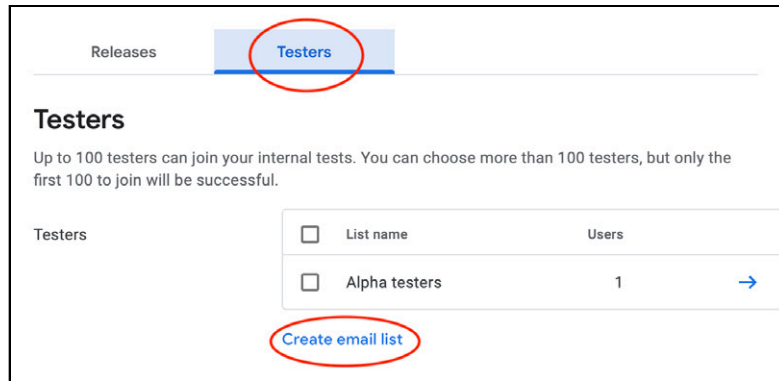 Releases Testers
Testers
Up to 100 testers can join your internal tests. You can choose more than 100 testers, but only the
first 100 to join will be successful.
Testers List name Users
Alpha testers 1
Create email list